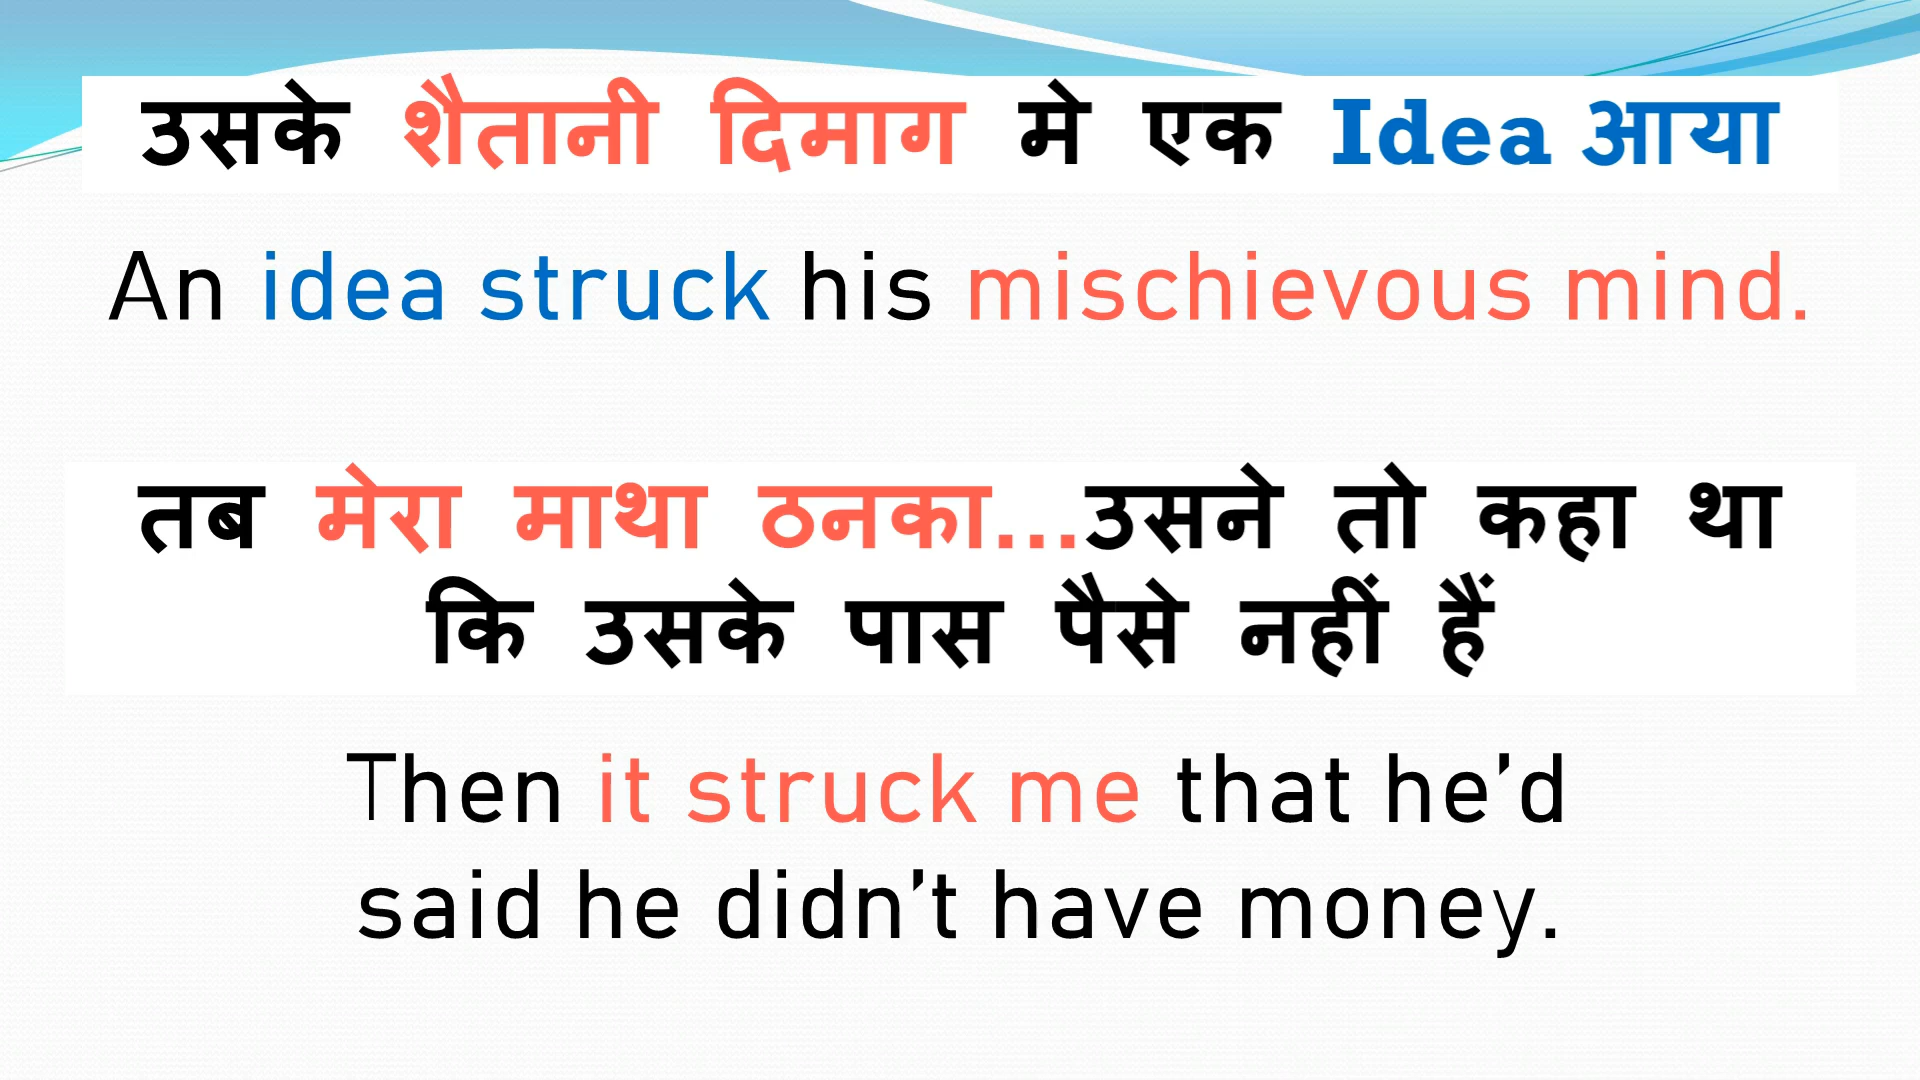 उसके शैतानी दिमाग मे एक Idea आया
An idea struck his mischievous mind.
तब मेरा माथा ठनका...उसने तो कहा था
कि उसके पास पैसे नहीं हैं
Then it struck me that he’d
said he didn’t have money.